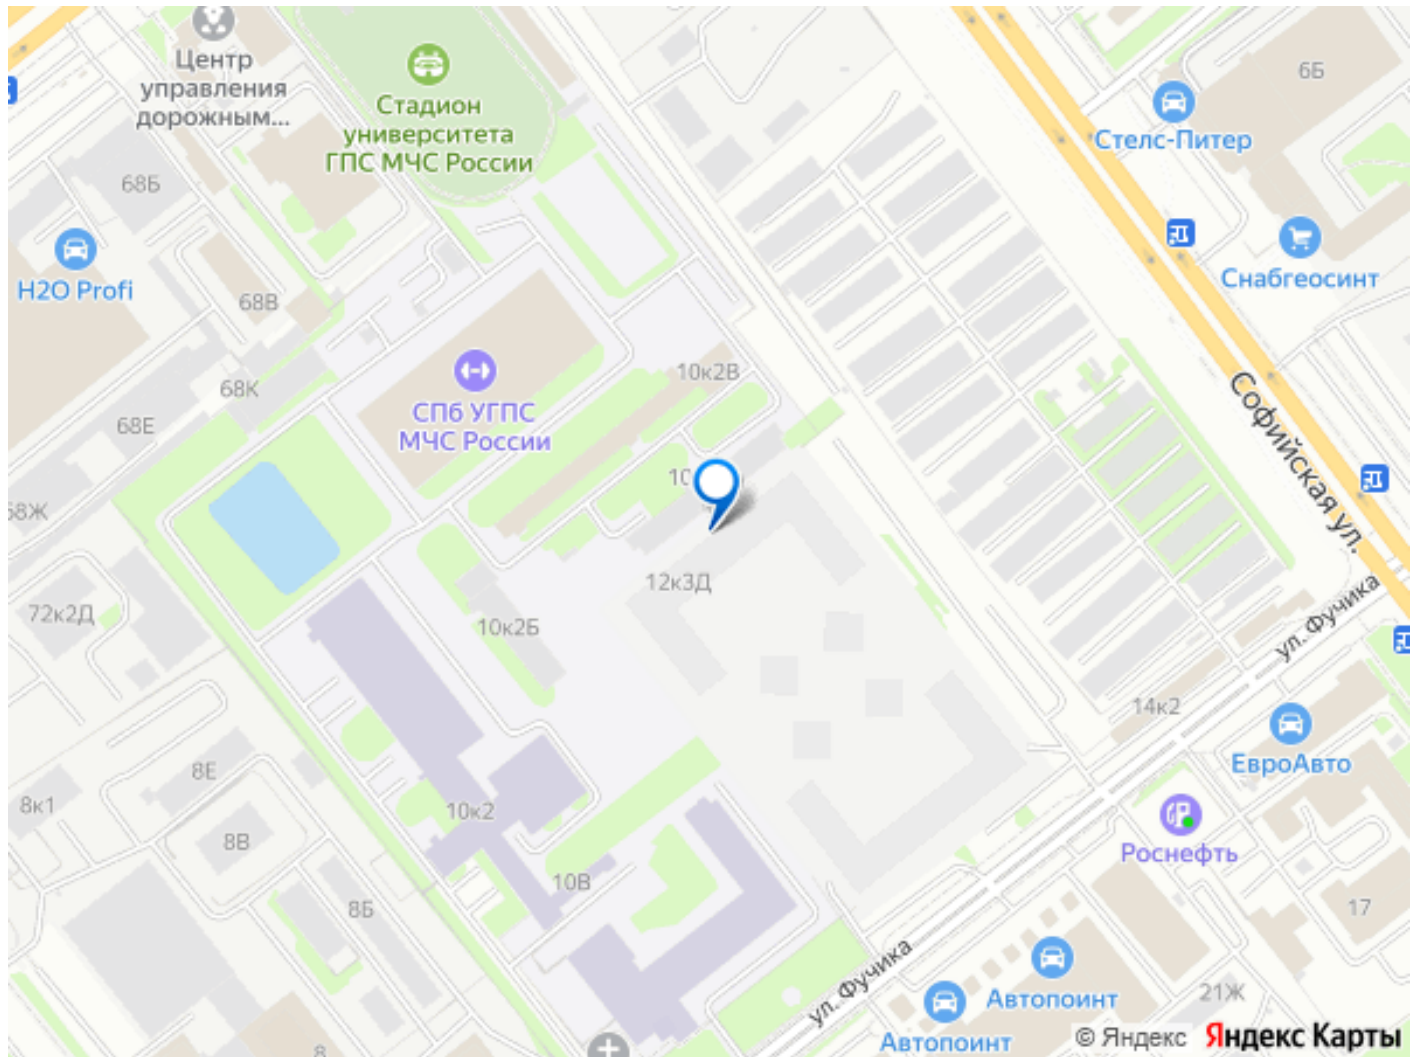 Центр
управления
дорожным...
Стадион
университета
ГПС МЧС России
6Б
Стелс-Питер
68Б
H2O Profi
Снабгеосинт
68В
10к2В
68К
СПб УГПС
МЧС России
68Е
Софийская ул.
68Ж
12к3Д
72к2Д
10к2Б
ул. Фучика
14к2
ЕвроАвто
8Е
8к1
10к2
8В
Роснефть
10В
8Б
17
ул. Фучика
Автопоинт
21Ж
Автопоинт
8
© Яндекс Яндекс Карты